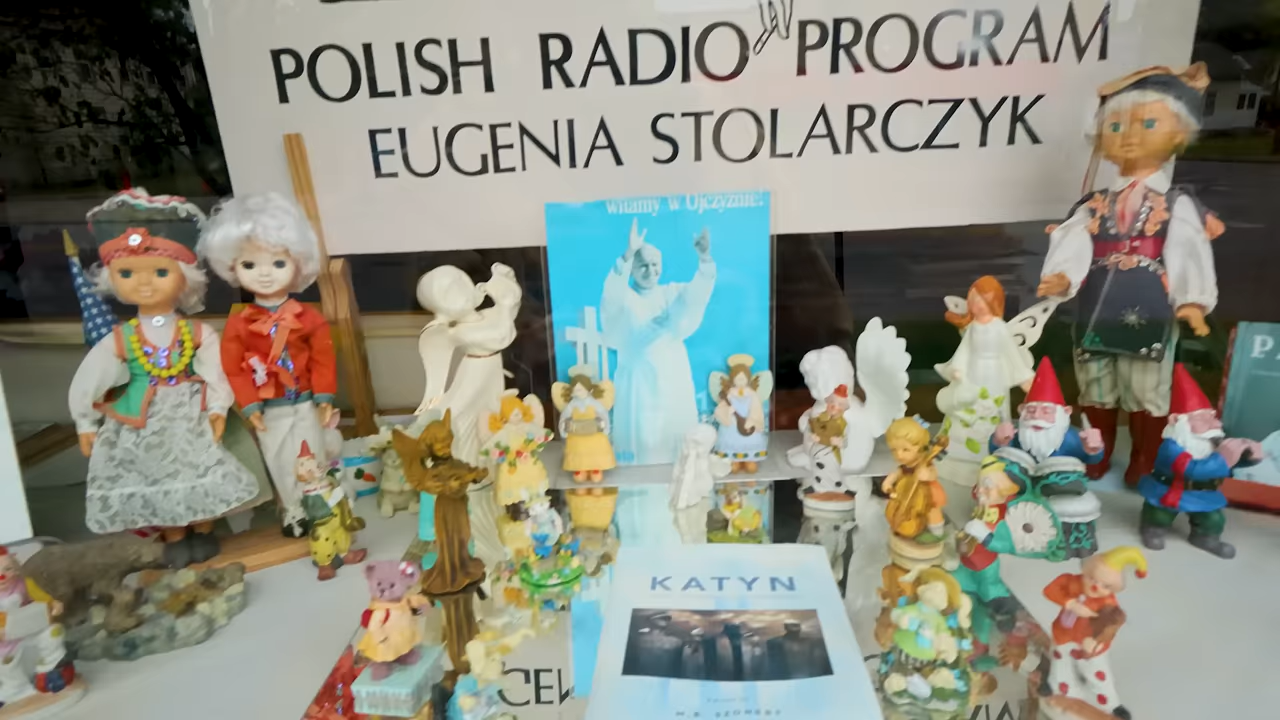 POLISH RADIO PROGRAM
EUGENIA STOLARCZYK
witamy w Ojczyźnie!
P.
KATYN